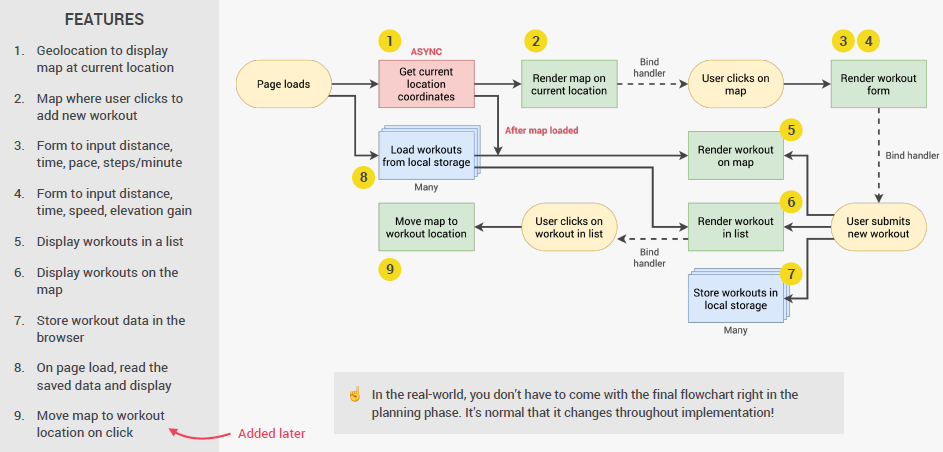 FEATURES
1. Geolocation to display
map at current location
2. Map where user clicks to
add new workout
3. Form to input distance,
time, pace, steps/minute
4. Form to input distance,
time, speed, elevation gain
5. Display workouts in a list
6. Display workouts on the
map
7. Store workout data in the
browser
8. On page load, read the
saved data and display
9. Move map to workout
location on click
Added later
1
ASYNC
2
3
4
Page loads
Get current
location
coordinates
Render map on
current location
Bind
handler
User clicks on
map
Render workout
form
After map loaded
5
Bind handler
Load workouts
from local storage
8
Many
Render workout
on map
6
Move map to
workout location
9
User clicks on
workout in list
Bind
handler
Render workout
in list
User submits
new workout
7
Store workouts in
local storage
Many
☝ In the real-world, you don't have to come with the final flowchart right in the
planning phase. It's normal that it changes throughout implementation!